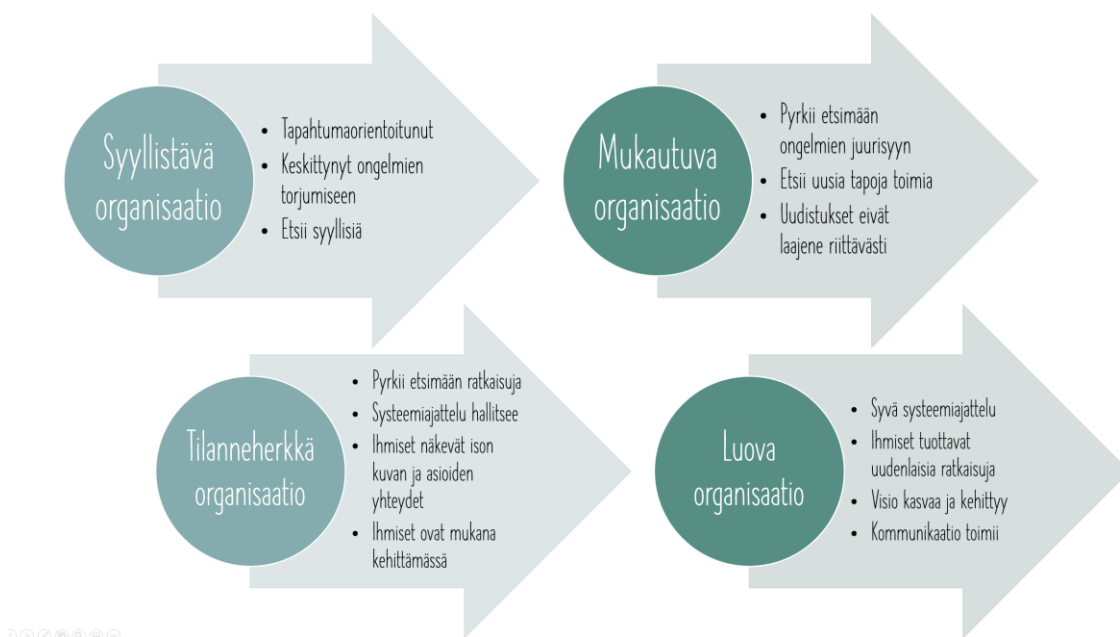 Syyllistävä
organisaatio
• Tapahtumaorientoitunut
• Keskittynyt ongelmien
torjumiseen
• Etsii syyllisiä
Mukautuva
organisaatio
• Pyrkii etsimään
ongelmien juurisyyn
• Etsii uusia tapoja toimia
• Uudistukset eivät
laajene riittävästi
Tilanneherkkä
organisaatio
• Pyrkii etsimään ratkaisuja
• Systeemiajattelu hallitsee
• Ihmiset näkevät ison
kuvan ja asioiden
yhteydet
• Ihmiset ovat mukana
kehittämässä
Luova
organisaatio
• Syvä systeemiajattelu
• Ihmiset tuottavat
uudenlaisia ratkaisuja
• Visio kasvaa ja kehittyy
• Kommunikaatio toimii